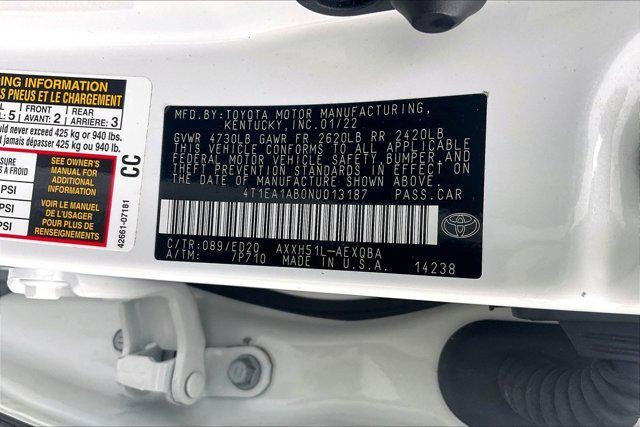 ING INFORMATION
S PNEUS ET LE CHARGEMENT
L: 5 FRONT AVANT: 2 REAR ARRIÈRE: 3
d never exceed 425 kg or 940 lbs.
jamais dépasser 425 kg ou 940 lb.
SURE
PSI
PSI
SEE OWNER'S
MANUAL FOR
ADDITIONAL
INFORMATION
VOIR LE MANUEL
DE L'USAGER
POUR PLUS DE
RENSEIGNEMENTS
CC
42661-07181
MFD.BY:TOYOTA MOTOR MANUFACTURING,
KENTUCKY,INC.01/22
GVWR 4730LB GAWR FR 2620LB RR 2420LB
THIS VEHICLE CONFORMS TO ALL APPLICABLE
FEDERAL MOTOR VEHICLE SAFETY,BUMPER,AND
THEFT PREVENTION STANDARDS IN EFFECT
ON THE DATE OF MANUFACTURE SHOWN ABOVE.
4T1EA1AB0NU013187 PASS.CAR
C/TR:089/ED20 AXXH51L-AEXQBA
A/TM: 7P710 MADE IN U.S.A. 14238